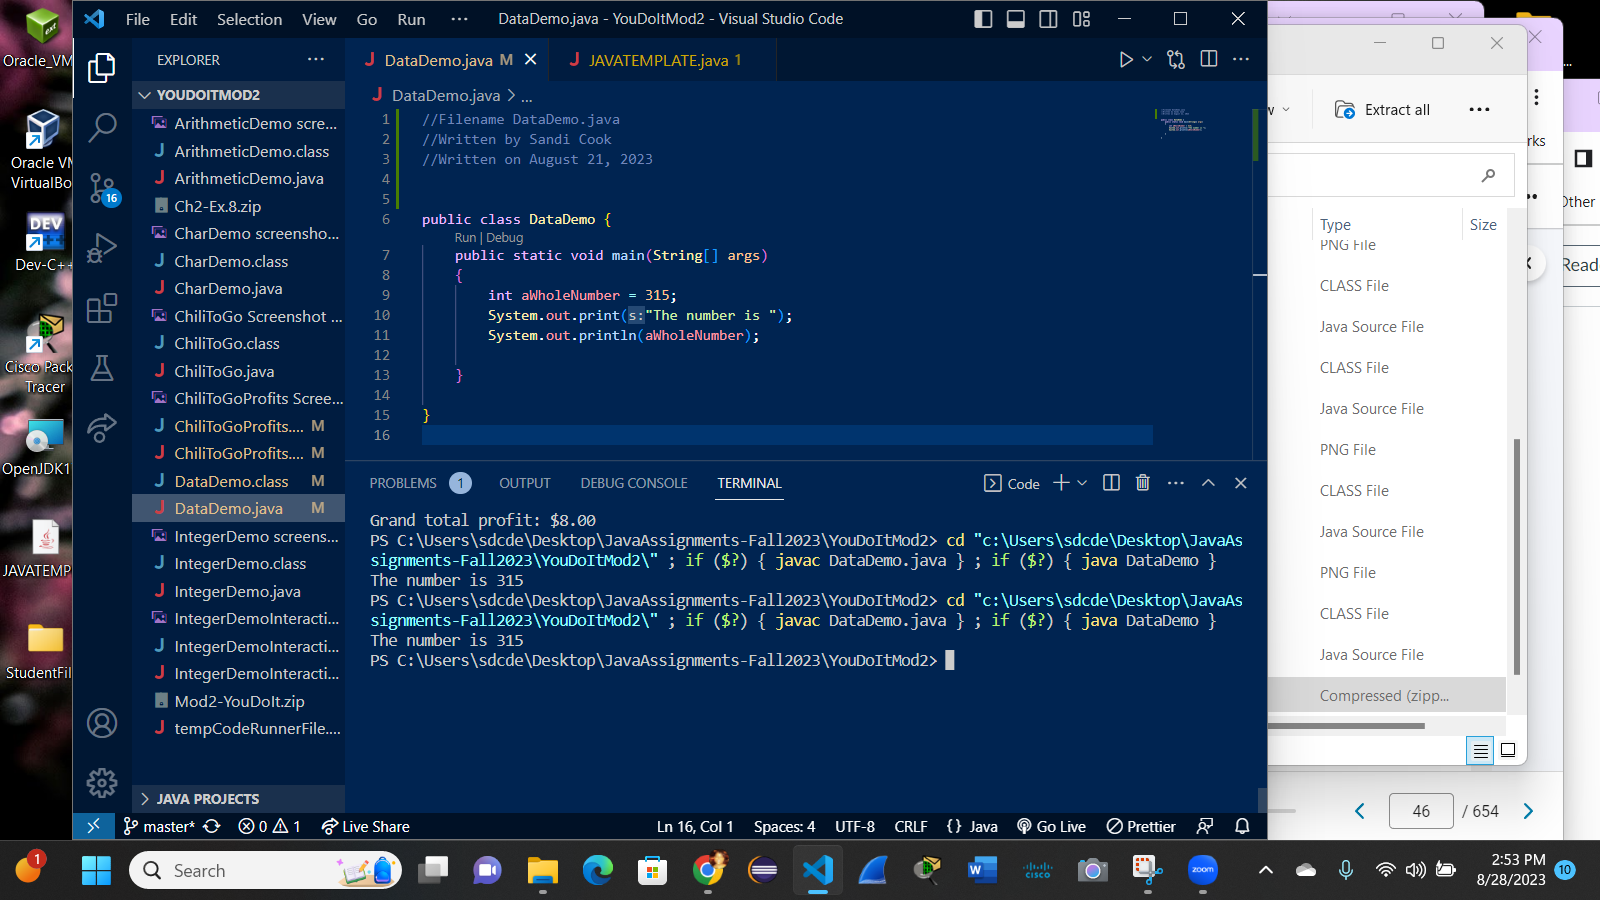 Oracle_VM
Oracle VM
VirtualBo
Dev-C++
Cisco Pack
Tracer
OpenJDK1
JAVATEMP
StudentFil
File Edit Selection View Go Run ··· DataDemo.java - YouDoItMod2 - Visual Studio Code
EXPLORER ···
YOUDOITMOD2
ArithmeticDemo scre...
ArithmeticDemo.class
ArithmeticDemo.java
Ch2-Ex.8.zip
CharDemo screensho...
CharDemo.class
CharDemo.java
ChiliToGo Screenshot ...
ChiliToGo.class
ChiliToGo.java
ChiliToGoProfits Scree...
ChiliToGoProfits.... M
ChiliToGoProfits.... M
DataDemo.class M
DataDemo.java M
IntegerDemo screens...
IntegerDemo.class
IntegerDemo.java
IntegerDemoInteracti...
IntegerDemoInteracti...
IntegerDemoInteracti...
Mod2-YouDoIt.zip
tempCodeRunnerFile....
JAVA PROJECTS
16
DataDemo.java M
JAVATEMPLATE.java 1
DataDemo.java > ...
1 //Filename DataDemo.java
2 //Written by Sandi Cook
3 //Written on August 21, 2023
4
5
6 public class DataDemo {
Run | Debug
7 public static void main(String[] args)
8 {
9 int aWholeNumber = 315;
10 System.out.print(s:"The number is ");
11 System.out.println(aWholeNumber);
12
13 }
14
15 }
16
PROBLEMS 1 OUTPUT DEBUG CONSOLE TERMINAL Code
Grand total profit: $8.00
PS C:\Users\sdcde\Desktop\JavaAssignments-Fall2023\YouDoItMod2> cd "c:\Users\sdcde\Desktop\JavaAs
signments-Fall2023\YouDoItMod2\" ; if ($?) { javac DataDemo.java } ; if ($?) { java DataDemo }
The number is 315
PS C:\Users\sdcde\Desktop\JavaAssignments-Fall2023\YouDoItMod2> cd "c:\Users\sdcde\Desktop\JavaAs
signments-Fall2023\YouDoItMod2\" ; if ($?) { javac DataDemo.java } ; if ($?) { java DataDemo }
The number is 315
PS C:\Users\sdcde\Desktop\JavaAssignments-Fall2023\YouDoItMod2>
master* 0 1 Live Share Ln 16, Col 1 Spaces: 4 UTF-8 CRLF {} Java Go Live Prettier
w Extract all ···
Type Size
PNG File
CLASS File
Java Source File
CLASS File
Java Source File
PNG File
CLASS File
Java Source File
PNG File
CLASS File
Java Source File
Compressed (zipp...
rks
Other
Read
46 / 654
1
Search
zoom
CISCO
2:53 PM
8/28/2023
10